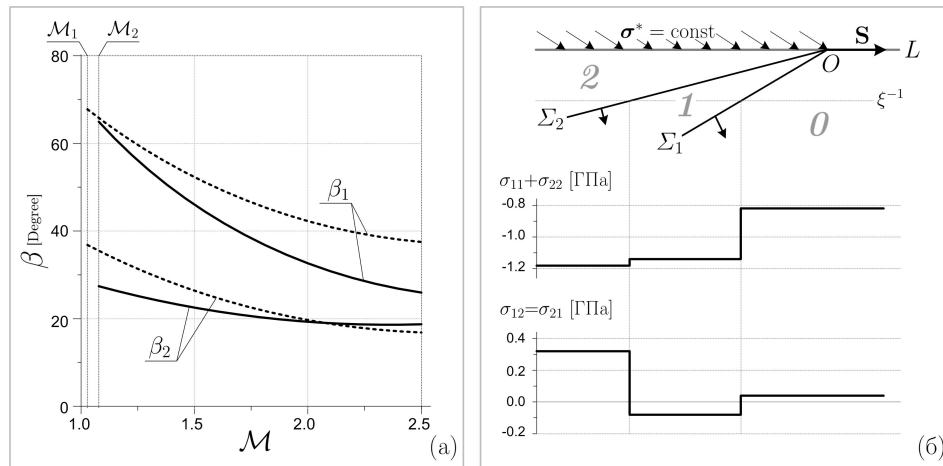 ℳ₁ ℳ₂
80
60
40
20
0
β [Degree]
β₁
β₂
1.0 1.5 2.0 2.5
ℳ
(а)
σ* = const
S
L
O
2
1
0
ξ⁻¹
Σ₂
Σ₁
σ₁₁+σ₂₂ [ГПа]
-0.8
-1.0
-1.2
σ₁₂=σ₂₁ [ГПа]
0.4
0.0
-0.2
(б)